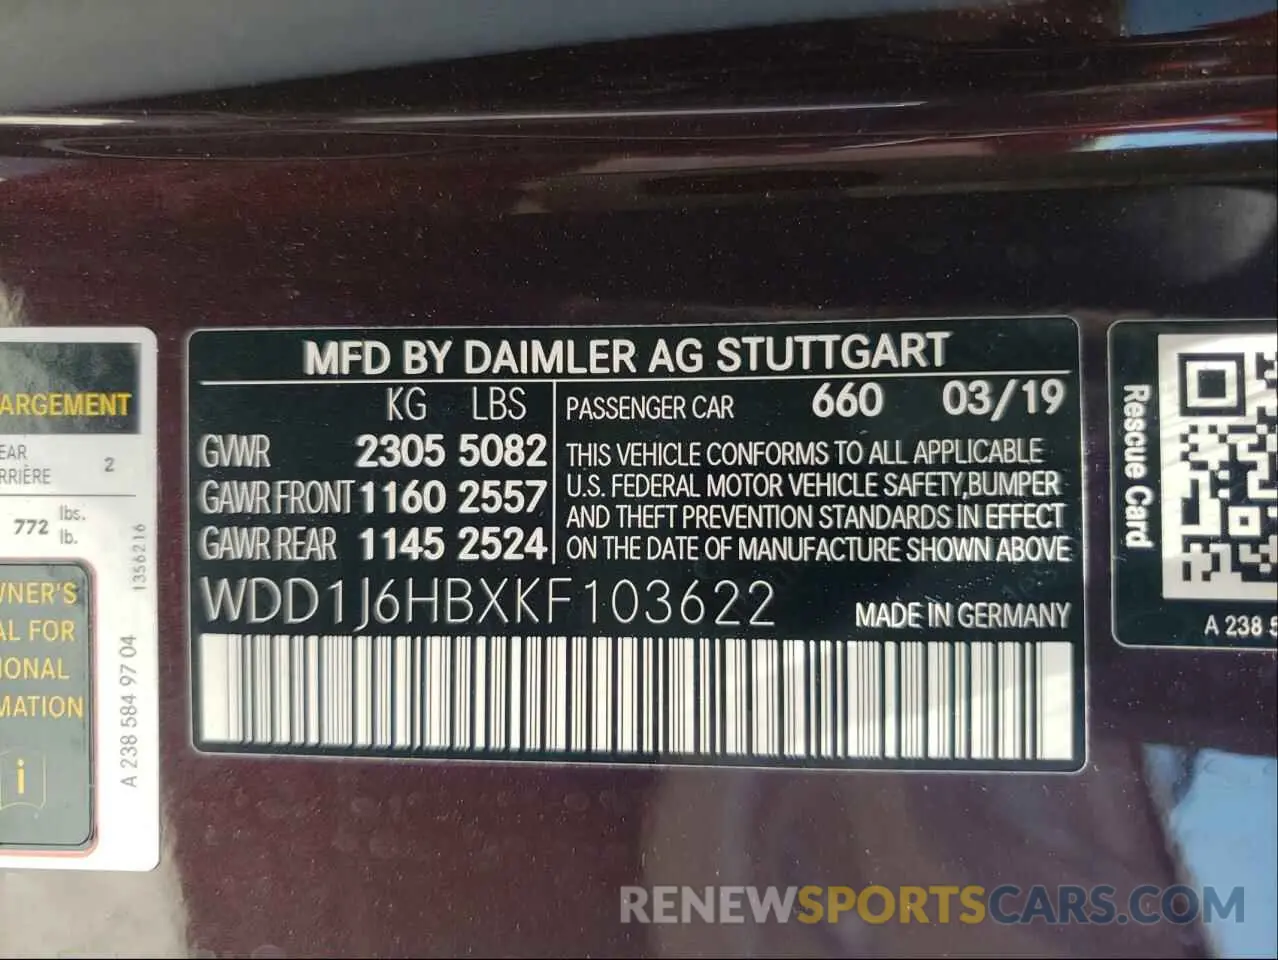 ARGEMENT
EAR
RRIÈRE 2
772 lbs.
lb.
WNER'S
AL FOR
IONAL
MATION
i
1356216
A 238 584 97 04
MFD BY DAIMLER AG STUTTGART
KG LBS
GVWR 2305 5082
GAWR FRONT 1160 2557
GAWR REAR 1145 2524
PASSENGER CAR 660 03/19
THIS VEHICLE CONFORMS TO ALL APPLICABLE
U.S. FEDERAL MOTOR VEHICLE SAFETY,BUMPER
AND THEFT PREVENTION STANDARDS IN EFFECT
ON THE DATE OF MANUFACTURE SHOWN ABOVE
WDD1J6HBXKF103622 MADE IN GERMANY
Rescue Card
A 238 5
RENEWSPORTSCARS.COM